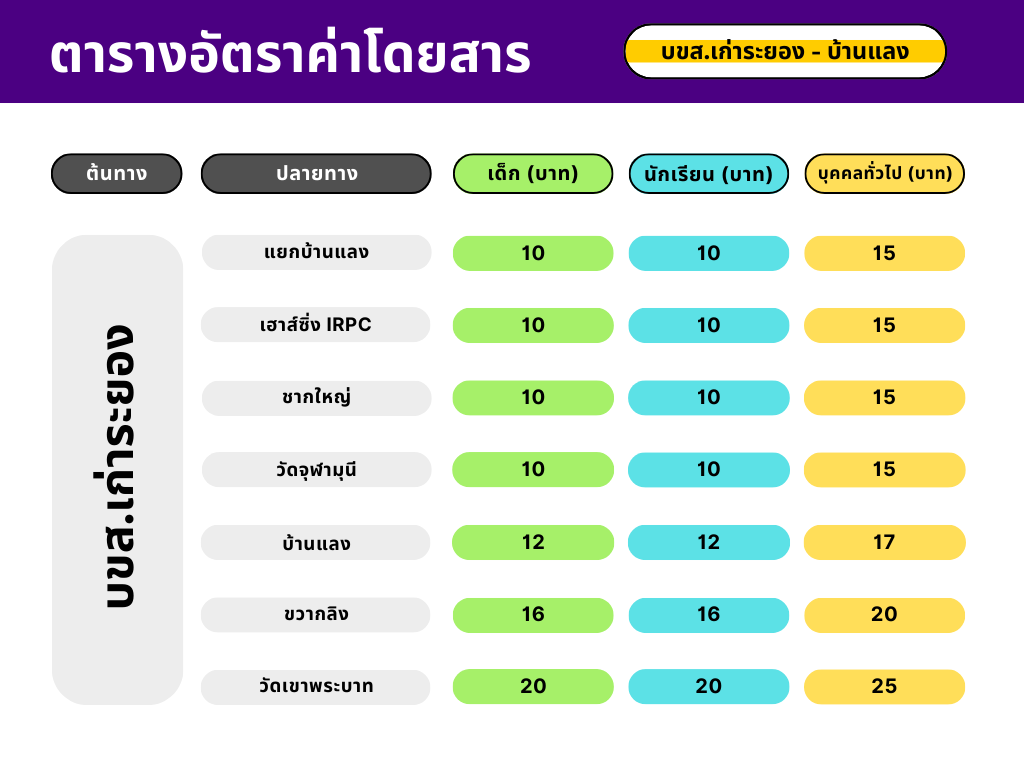 ตารางอัตราค่าโดยสาร
บขส.เก่าระยอง - บ้านแลง
ต้นทาง ปลายทาง เด็ก (บาท) นักเรียน (บาท) บุคคลทั่วไป (บาท)
บขส.เก่าระยอง
แยกบ้านแลง 10 10 15
เฮาส์ซิ่ง IRPC 10 10 15
ชากใหญ่ 10 10 15
วัดจุฬามุนี 10 10 15
บ้านแลง 12 12 17
ขวากลิง 16 16 20
วัดเขาพระบาท 20 20 25